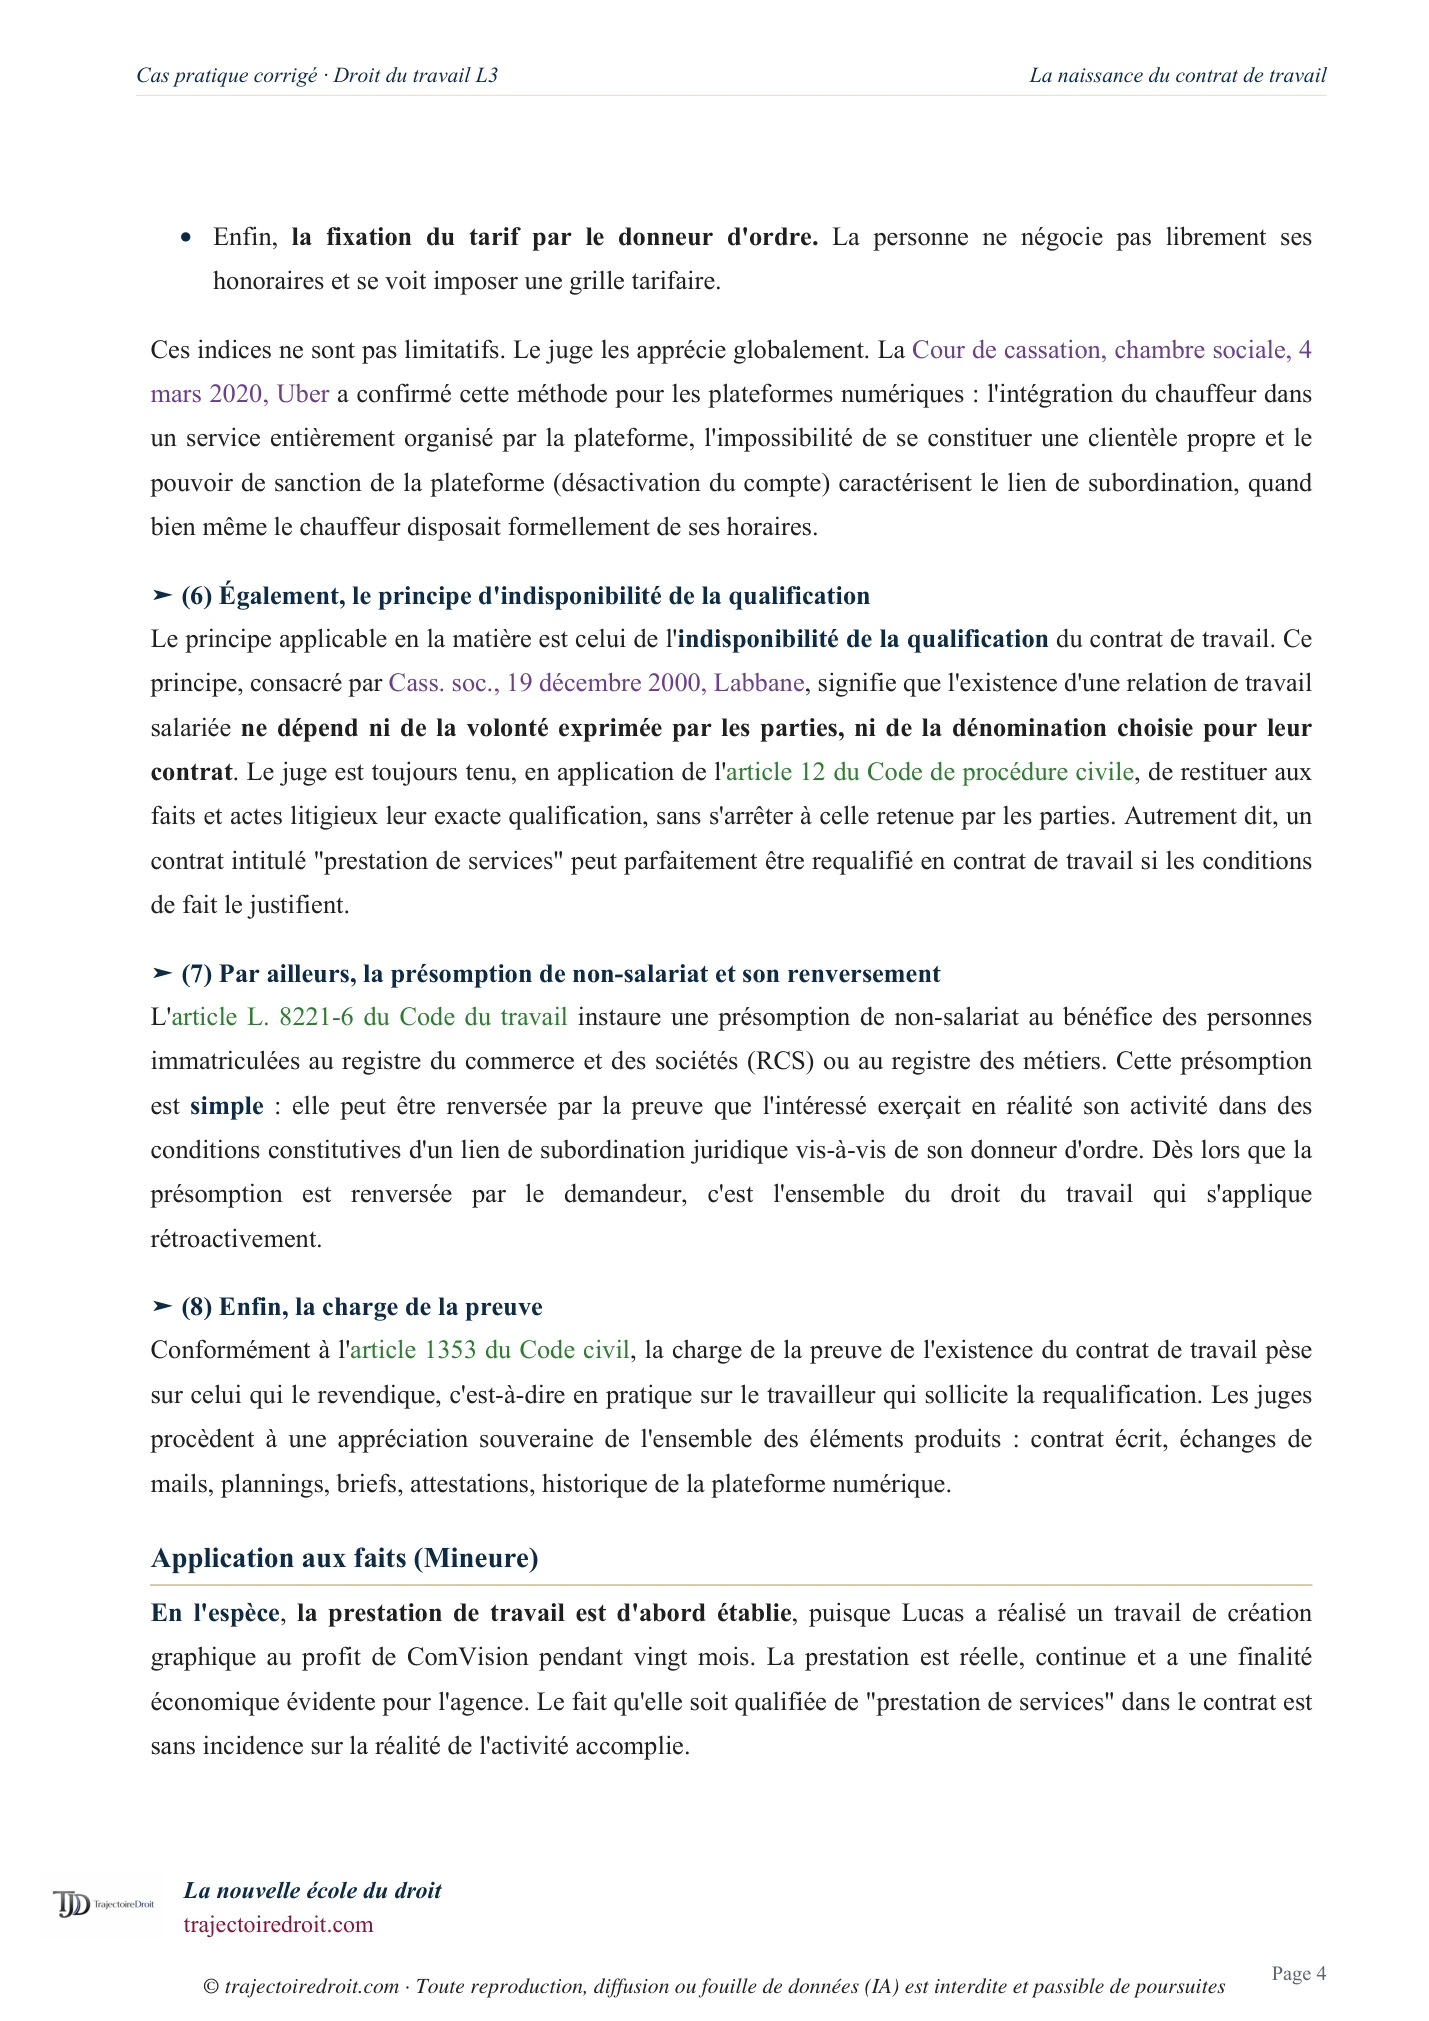 Cas pratique corrigé · Droit du travail L3
La naissance du contrat de travail
• Enfin, la fixation du tarif par le donneur d'ordre. La personne ne négocie pas librement ses
honoraires et se voit imposer une grille tarifaire.
Ces indices ne sont pas limitatifs. Le juge les apprécie globalement. La Cour de cassation, chambre sociale, 4
mars 2020, Uber a confirmé cette méthode pour les plateformes numériques : l'intégration du chauffeur dans
un service entièrement organisé par la plateforme, l'impossibilité de se constituer une clientèle propre et le
pouvoir de sanction de la plateforme (désactivation du compte) caractérisent le lien de subordination, quand
bien même le chauffeur disposait formellement de ses horaires.
➢ (6) Également, le principe d'indisponibilité de la qualification
Le principe applicable en la matière est celui de l'indisponibilité de la qualification du contrat de travail. Ce
principe, consacré par Cass. soc., 19 décembre 2000, Labbane, signifie que l'existence d'une relation de travail
salariée ne dépend ni de la volonté exprimée par les parties, ni de la dénomination choisie pour leur
contrat. Le juge est toujours tenu, en application de l'article 12 du Code de procédure civile, de restituer aux
faits et actes litigieux leur exacte qualification, sans s'arrêter à celle retenue par les parties. Autrement dit, un
contrat intitulé "prestation de services" peut parfaitement être requalifié en contrat de travail si les conditions
de fait le justifient.
➢ (7) Par ailleurs, la présomption de non-salariat et son renversement
L'article L. 8221-6 du Code du travail instaure une présomption de non-salariat au bénéfice des personnes
immatriculées au registre du commerce et des sociétés (RCS) ou au registre des métiers. Cette présomption
est simple : elle peut être renversée par la preuve que l'intéressé exerçait en réalité son activité dans des
conditions constitutives d'un lien de subordination juridique vis-à-vis de son donneur d'ordre. Dès lors que la
présomption est renversée par le demandeur, c'est l'ensemble du droit du travail qui s'applique
rétroactivement.
➢ (8) Enfin, la charge de la preuve
Conformément à l'article 1353 du Code civil, la charge de la preuve de l'existence du contrat de travail pèse
sur celui qui le revendique, c'est-à-dire en pratique sur le travailleur qui sollicite la requalification. Les juges
procèdent à une appréciation souveraine de l'ensemble des éléments produits : contrat écrit, échanges de
mails, plannings, briefs, attestations, historique de la plateforme numérique.
Application aux faits (Mineure)
En l'espèce, la prestation de travail est d'abord établie, puisque Lucas a réalisé un travail de création
graphique au profit de ComVision pendant vingt mois. La prestation est réelle, continue et a une finalité
économique évidente pour l'agence. Le fait qu'elle soit qualifiée de "prestation de services" dans le contrat est
sans incidence sur la réalité de l'activité accomplie.
TJD TrajectoireDroit
La nouvelle école du droit
trajectoiredroit.com
© trajectoiredroit.com · Toute reproduction, diffusion ou fouille de données (IA) est interdite et passible de poursuites
Page 4